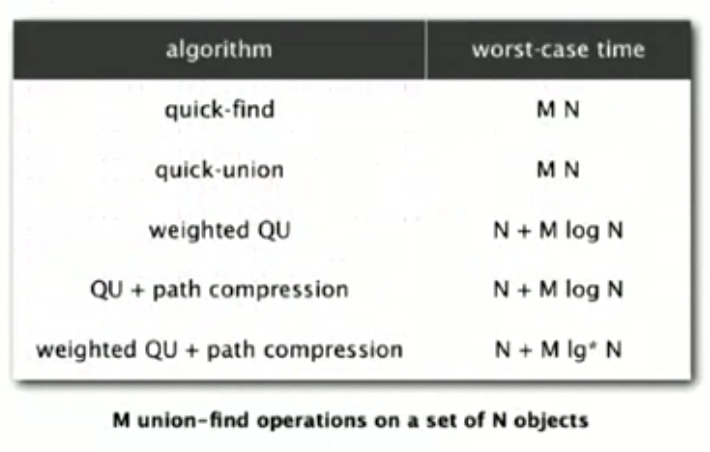 algorithm worst-case time
quick-find M N
quick-union M N
weighted QU N + M log N
QU + path compression N + M log N
weighted QU + path compression N + M lg* N
M union-find operations on a set of N objects